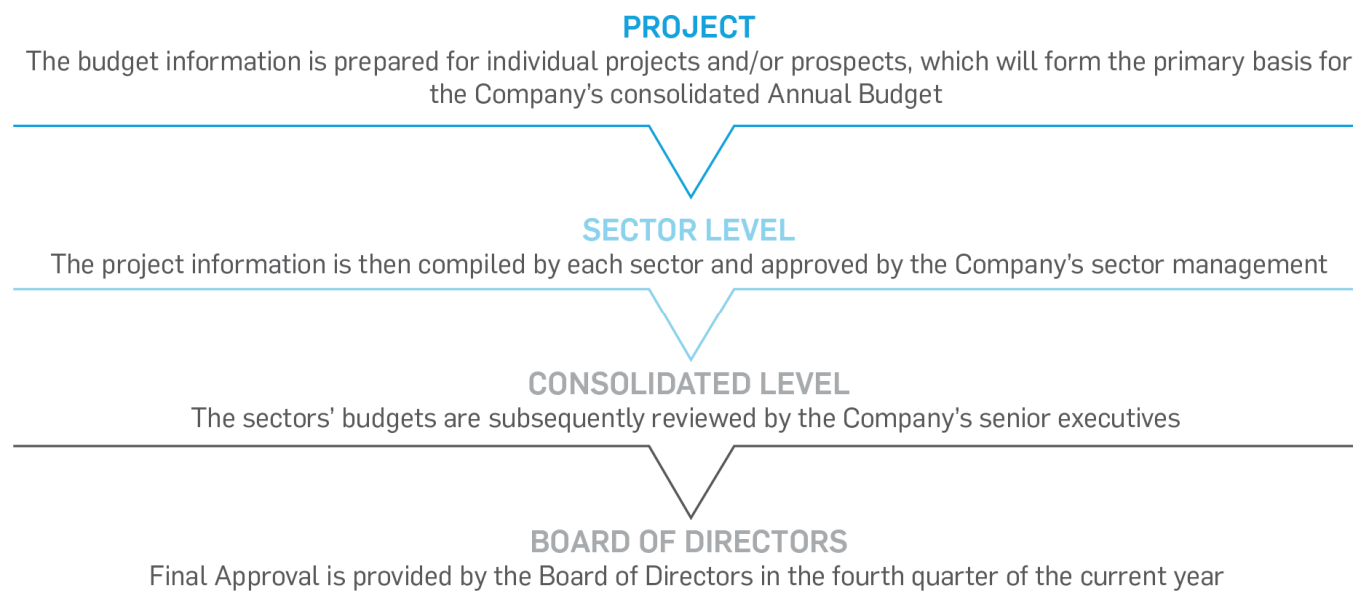 PROJECT
The budget information is prepared for individual projects and/or prospects, which will form the primary basis for
the Company’s consolidated Annual Budget
SECTOR LEVEL
The project information is then compiled by each sector and approved by the Company’s sector management
CONSOLIDATED LEVEL
The sectors’ budgets are subsequently reviewed by the Company’s senior executives
BOARD OF DIRECTORS
Final Approval is provided by the Board of Directors in the fourth quarter of the current year